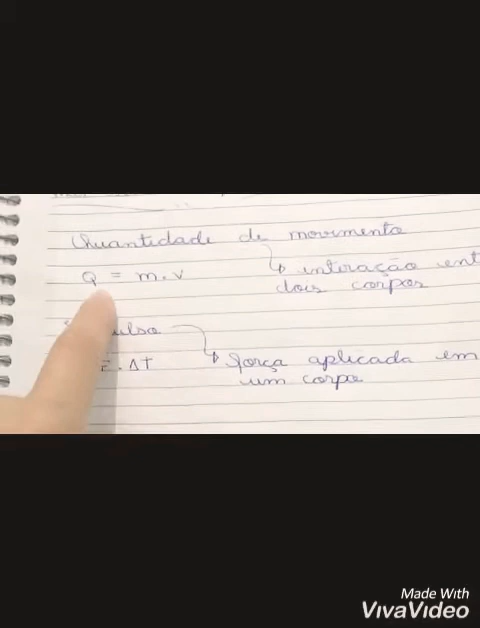 Quantidade de movimento
Q = m.v
↳ interação ent
dois corpos
ulso
. Δt
↳ força aplicada em
um corpo
Made With
VivaVideo